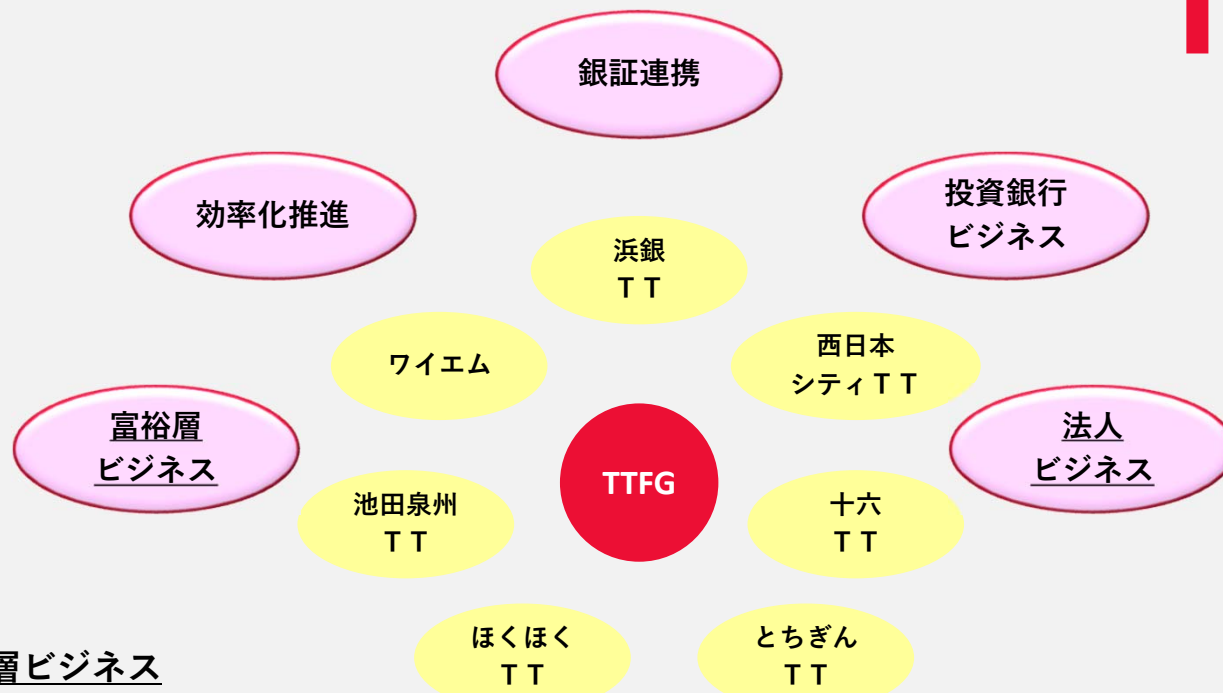 銀証連携
効率化推進
投資銀行
ビジネス
浜銀
ＴＴ
ワイエム
西日本
シティＴＴ
富裕層
ビジネス
法人
ビジネス
TTFG
池田泉州
ＴＴ
十六
ＴＴ
ほくほく
ＴＴ
とちぎん
ＴＴ
層ビジネス